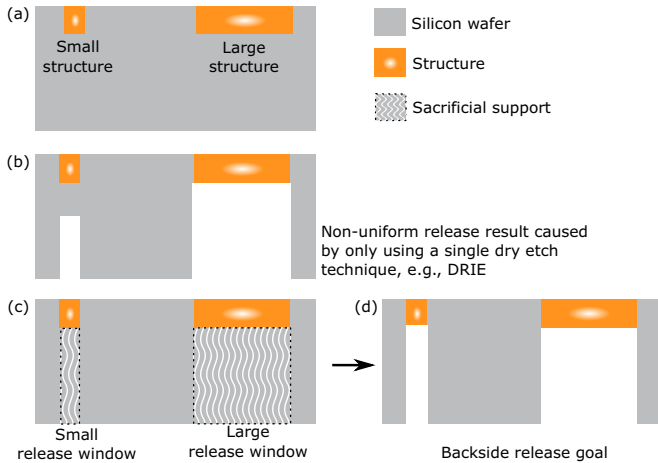 (a)
Small
structure
Large
structure
Silicon wafer
Structure
Sacrificial support
(b)
Non-uniform release result caused
by only using a single dry etch
technique, e.g., DRIE
(c)
(d)
Small
release window
Large
release window
Backside release goal